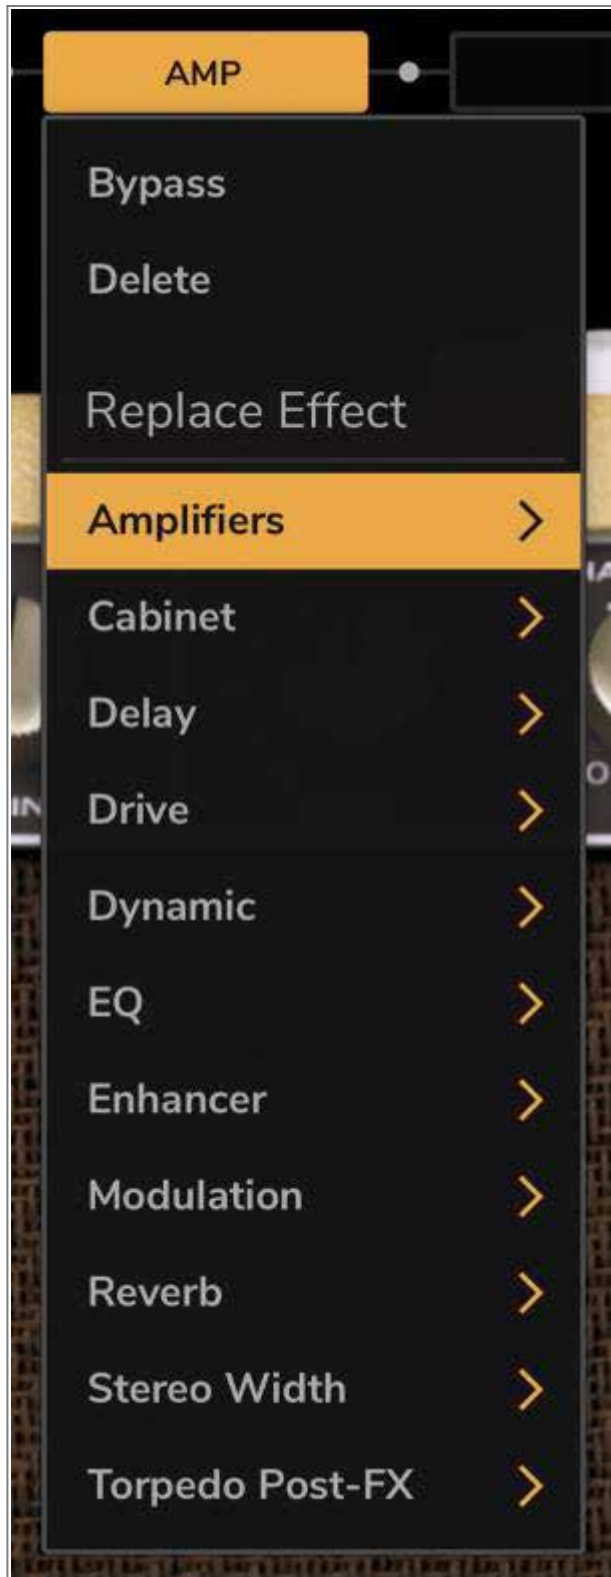 AMP
Bypass
Delete
Replace Effect
Amplifiers
Cabinet
Delay
Drive
Dynamic
EQ
Enhancer
Modulation
Reverb
Stereo Width
Torpedo Post-FX